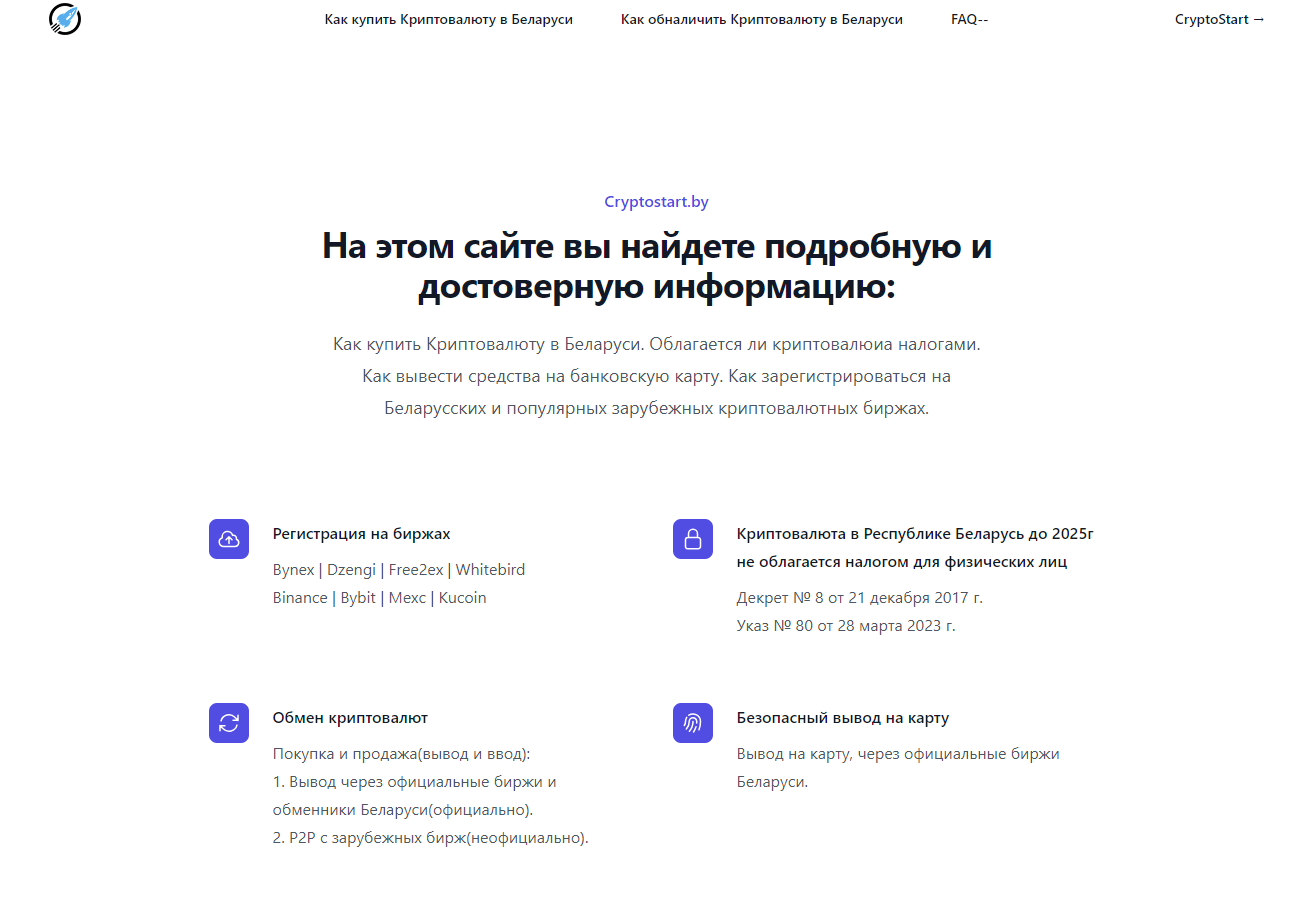 Как купить Криптовалюту в Беларуси Как обналичить Криптовалюту в Беларуси FAQ-- CryptoStart →
Cryptostart.by
На этом сайте вы найдете подробную и
достоверную информацию:
Как купить Криптовалюту в Беларуси. Облагается ли криптовалюиа налогами.
Как вывести средства на банковскую карту. Как зарегистрироваться на
Беларусских и популярных зарубежных криптовалютных биржах.
Регистрация на биржах
Bynex | Dzengi | Free2ex | Whitebird
Binance | Bybit | Mexc | Kucoin
Криптовалюта в Республике Беларусь до 2025г
не облагается налогом для физических лиц
Декрет № 8 от 21 декабря 2017 г.
Указ № 80 от 28 марта 2023 г.
Обмен криптовалют
Покупка и продажа(вывод и ввод):
1. Вывод через официальные биржи и
обменники Беларуси(официально).
2. P2P с зарубежных бирж(неофициально).
Безопасный вывод на карту
Вывод на карту, через официальные биржи
Беларуси.